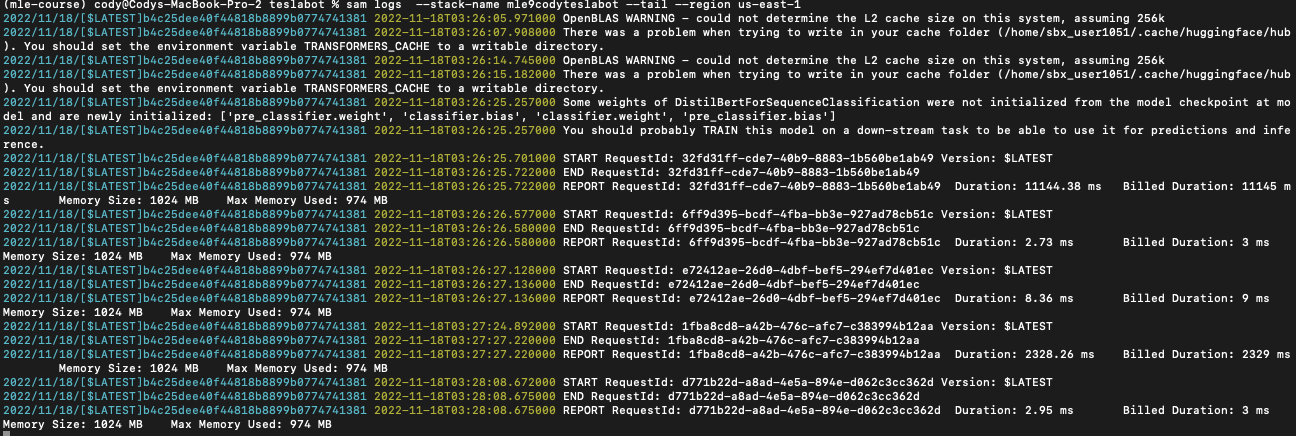 (mle-course) cody@Codys-MacBook-Pro-2 teslabot % sam logs  --stack-name mle9codyteslabot --tail --region us-east-1
2022/11/18/[$LATEST]b4c25dee40f44818b8899b0774741381 2022-11-18T03:26:05.971000 OpenBLAS WARNING - could not determine the L2 cache size on this system, assuming 256k
2022/11/18/[$LATEST]b4c25dee40f44818b8899b0774741381 2022-11-18T03:26:07.908000 There was a problem when trying to write in your cache folder (/home/sbx_user1051/.cache/huggingface/hub
). You should set the environment variable TRANSFORMERS_CACHE to a writable directory.
2022/11/18/[$LATEST]b4c25dee40f44818b8899b0774741381 2022-11-18T03:26:14.745000 OpenBLAS WARNING - could not determine the L2 cache size on this system, assuming 256k
2022/11/18/[$LATEST]b4c25dee40f44818b8899b0774741381 2022-11-18T03:26:15.182000 There was a problem when trying to write in your cache folder (/home/sbx_user1051/.cache/huggingface/hub
). You should set the environment variable TRANSFORMERS_CACHE to a writable directory.
2022/11/18/[$LATEST]b4c25dee40f44818b8899b0774741381 2022-11-18T03:26:25.257000 Some weights of DistilBertForSequenceClassification were not initialized from the model checkpoint at mo
del and are newly initialized: ['pre_classifier.weight', 'classifier.bias', 'classifier.weight', 'pre_classifier.bias']
2022/11/18/[$LATEST]b4c25dee40f44818b8899b0774741381 2022-11-18T03:26:25.257000 You should probably TRAIN this model on a down-stream task to be able to use it for predictions and infe
rence.
2022/11/18/[$LATEST]b4c25dee40f44818b8899b0774741381 2022-11-18T03:26:25.701000 START RequestId: 32fd31ff-cde7-40b9-8883-1b560be1ab49 Version: $LATEST
2022/11/18/[$LATEST]b4c25dee40f44818b8899b0774741381 2022-11-18T03:26:25.722000 END RequestId: 32fd31ff-cde7-40b9-8883-1b560be1ab49
2022/11/18/[$LATEST]b4c25dee40f44818b8899b0774741381 2022-11-18T03:26:25.722000 REPORT RequestId: 32fd31ff-cde7-40b9-8883-1b560be1ab49  Duration: 11144.38 ms   Billed Duration: 11145 m
s       Memory Size: 1024 MB    Max Memory Used: 974 MB
2022/11/18/[$LATEST]b4c25dee40f44818b8899b0774741381 2022-11-18T03:26:26.577000 START RequestId: 6ff9d395-bcdf-4fba-bb3e-927ad78cb51c Version: $LATEST
2022/11/18/[$LATEST]b4c25dee40f44818b8899b0774741381 2022-11-18T03:26:26.580000 END RequestId: 6ff9d395-bcdf-4fba-bb3e-927ad78cb51c
2022/11/18/[$LATEST]b4c25dee40f44818b8899b0774741381 2022-11-18T03:26:26.580000 REPORT RequestId: 6ff9d395-bcdf-4fba-bb3e-927ad78cb51c  Duration: 2.73 ms       Billed Duration: 3 ms
Memory Size: 1024 MB    Max Memory Used: 974 MB
2022/11/18/[$LATEST]b4c25dee40f44818b8899b0774741381 2022-11-18T03:26:27.128000 START RequestId: e72412ae-26d0-4dbf-bef5-294ef7d401ec Version: $LATEST
2022/11/18/[$LATEST]b4c25dee40f44818b8899b0774741381 2022-11-18T03:26:27.136000 END RequestId: e72412ae-26d0-4dbf-bef5-294ef7d401ec
2022/11/18/[$LATEST]b4c25dee40f44818b8899b0774741381 2022-11-18T03:26:27.136000 REPORT RequestId: e72412ae-26d0-4dbf-bef5-294ef7d401ec  Duration: 8.36 ms       Billed Duration: 9 ms
Memory Size: 1024 MB    Max Memory Used: 974 MB
2022/11/18/[$LATEST]b4c25dee40f44818b8899b0774741381 2022-11-18T03:27:24.892000 START RequestId: 1fba8cd8-a42b-476c-afc7-c383994b12aa Version: $LATEST
2022/11/18/[$LATEST]b4c25dee40f44818b8899b0774741381 2022-11-18T03:27:27.220000 END RequestId: 1fba8cd8-a42b-476c-afc7-c383994b12aa
2022/11/18/[$LATEST]b4c25dee40f44818b8899b0774741381 2022-11-18T03:27:27.220000 REPORT RequestId: 1fba8cd8-a42b-476c-afc7-c383994b12aa  Duration: 2328.26 ms    Billed Duration: 2329 ms
        Memory Size: 1024 MB    Max Memory Used: 974 MB
2022/11/18/[$LATEST]b4c25dee40f44818b8899b0774741381 2022-11-18T03:28:08.672000 START RequestId: d771b22d-a8ad-4e5a-894e-d062c3cc362d Version: $LATEST
2022/11/18/[$LATEST]b4c25dee40f44818b8899b0774741381 2022-11-18T03:28:08.675000 END RequestId: d771b22d-a8ad-4e5a-894e-d062c3cc362d
2022/11/18/[$LATEST]b4c25dee40f44818b8899b0774741381 2022-11-18T03:28:08.675000 REPORT RequestId: d771b22d-a8ad-4e5a-894e-d062c3cc362d  Duration: 2.95 ms       Billed Duration: 3 ms
Memory Size: 1024 MB    Max Memory Used: 974 MB